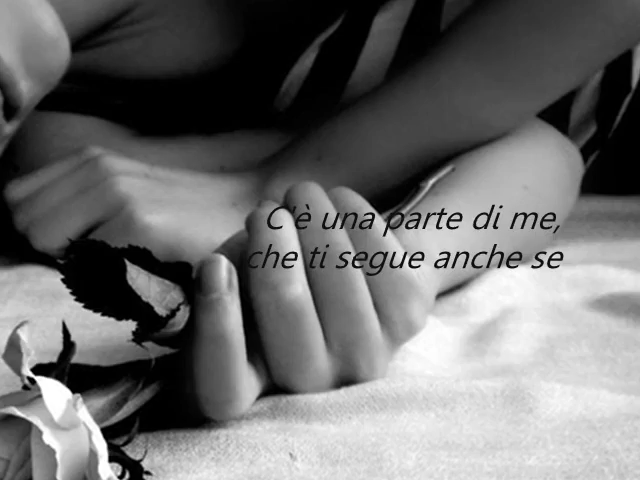 C'è una parte di me,
che ti segue anche se